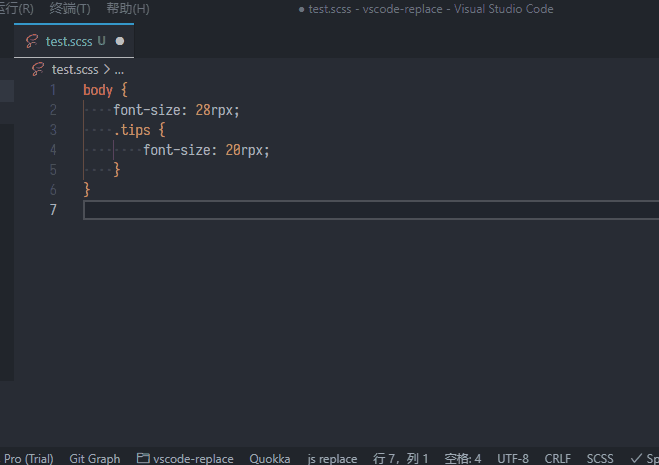 运行(R) 终端(T) 帮助(H) ● test.scss - vscode-replace - Visual Studio Code
test.scss U ●
test.scss > ...
1 body {
2 ····font-size: 28rpx;
3 ····.tips {
4 ········font-size: 20rpx;
5 ····}
6 }
7
Pro (Trial) Git Graph vscode-replace Quokka js replace 行 7，列 1 空格: 4 UTF-8 CRLF SCSS ✓ Sp